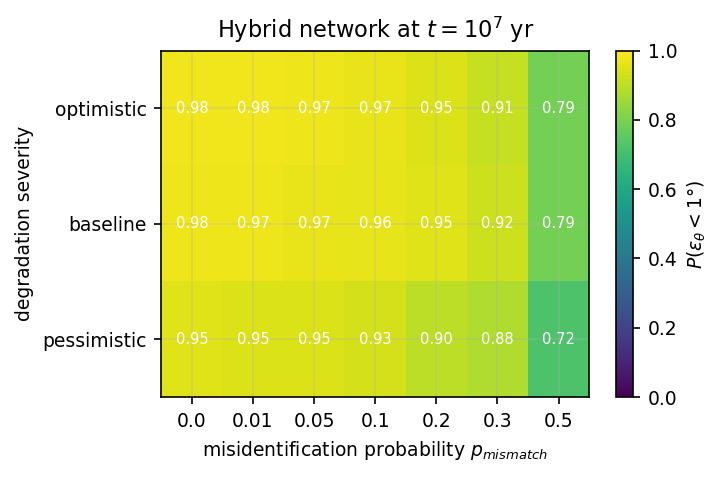 Hybrid network at $t = 10^7$ yr
optimistic 0.98 0.98 0.97 0.97 0.95 0.91 0.79
baseline 0.98 0.97 0.97 0.96 0.95 0.92 0.79
pessimistic 0.95 0.95 0.95 0.93 0.90 0.88 0.72
0.0 0.01 0.05 0.1 0.2 0.3 0.5
misidentification probability $p_{mismatch}$
degradation severity
1.0
0.8
0.6
0.4
0.2
0.0
$P(\epsilon_\theta < 1°)$